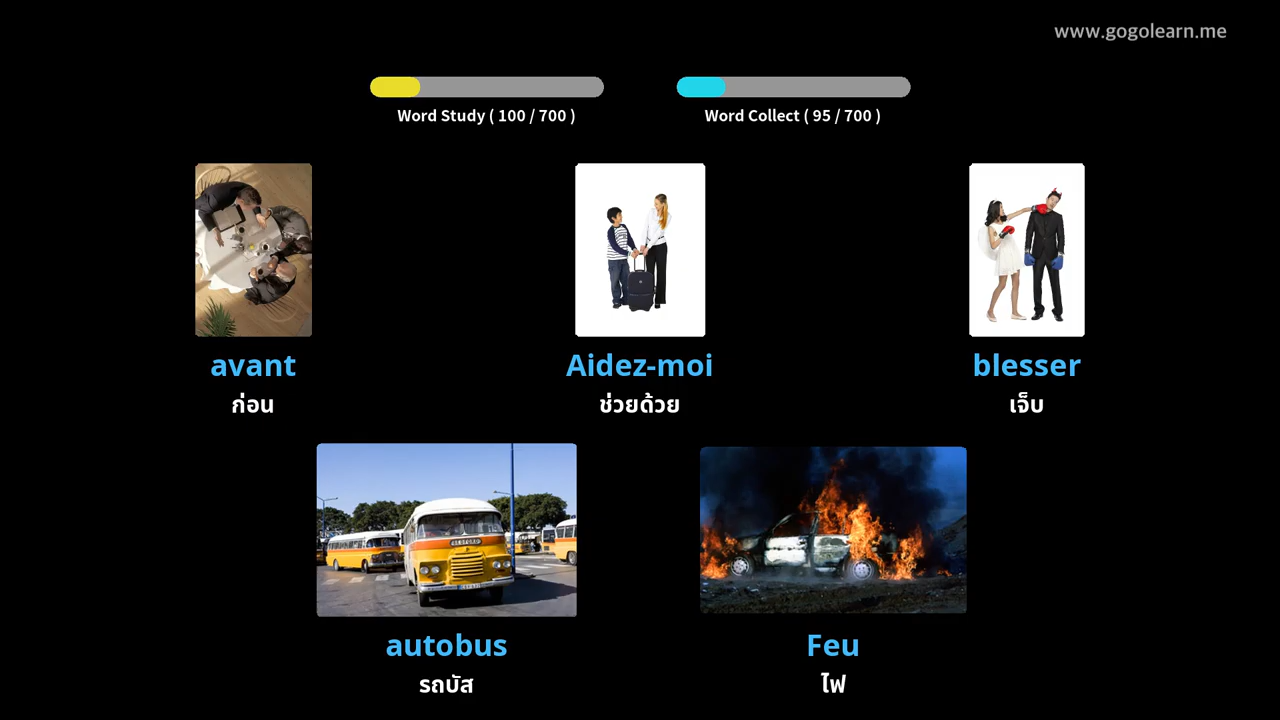 www.gogolearn.me
Word Study ( 100 / 700 )
Word Collect ( 95 / 700 )
avant
ก่อน
Aidez-moi
ช่วยด้วย
blesser
เจ็บ
BEDFORD
autobus
รถบัส
Feu
ไฟ